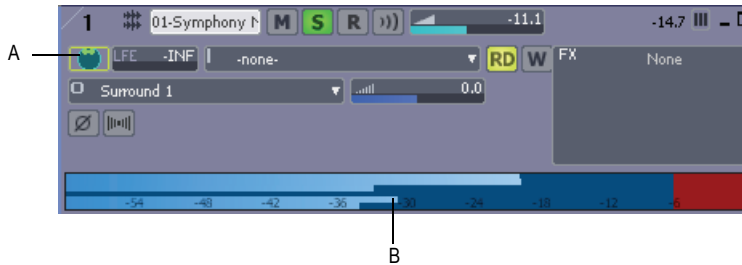 1 01-Symphony M S R -11.1 -14.7
A
LFE -INF -none- RD W FX None
Surround 1 0.0
Ø
-54 -48 -42 -36 -30 -24 -18 -12 -6
B